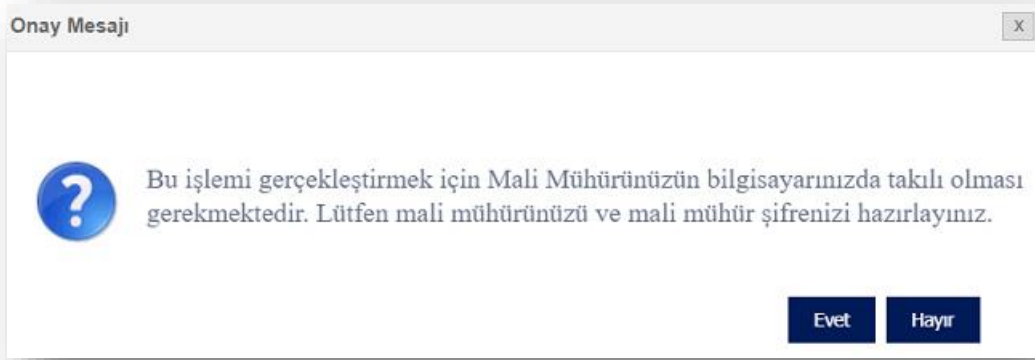 Onay Mesajı
X
Bu işlemi gerçekleştirmek için Mali Mühürünüzün bilgisayarınızda takılı olması
gerekmektedir. Lütfen mali mühürünüzü ve mali mühür şifrenizi hazırlayınız.
Evet Hayır